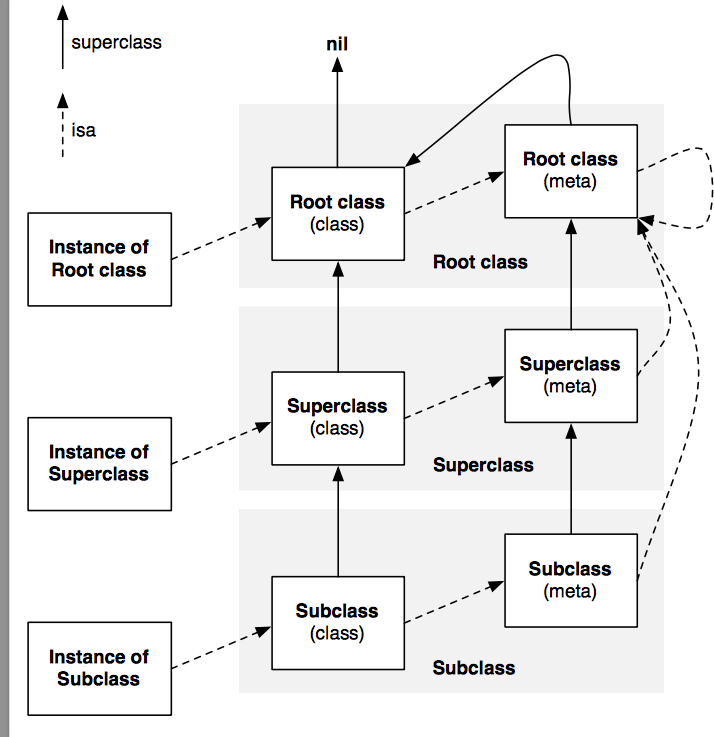 superclass
nil
isa
Root class
(meta)
Root class
(class)
Instance of
Root class
Root class
Superclass
(meta)
Superclass
(class)
Instance of
Superclass
Superclass
Subclass
(meta)
Subclass
(class)
Instance of
Subclass
Subclass